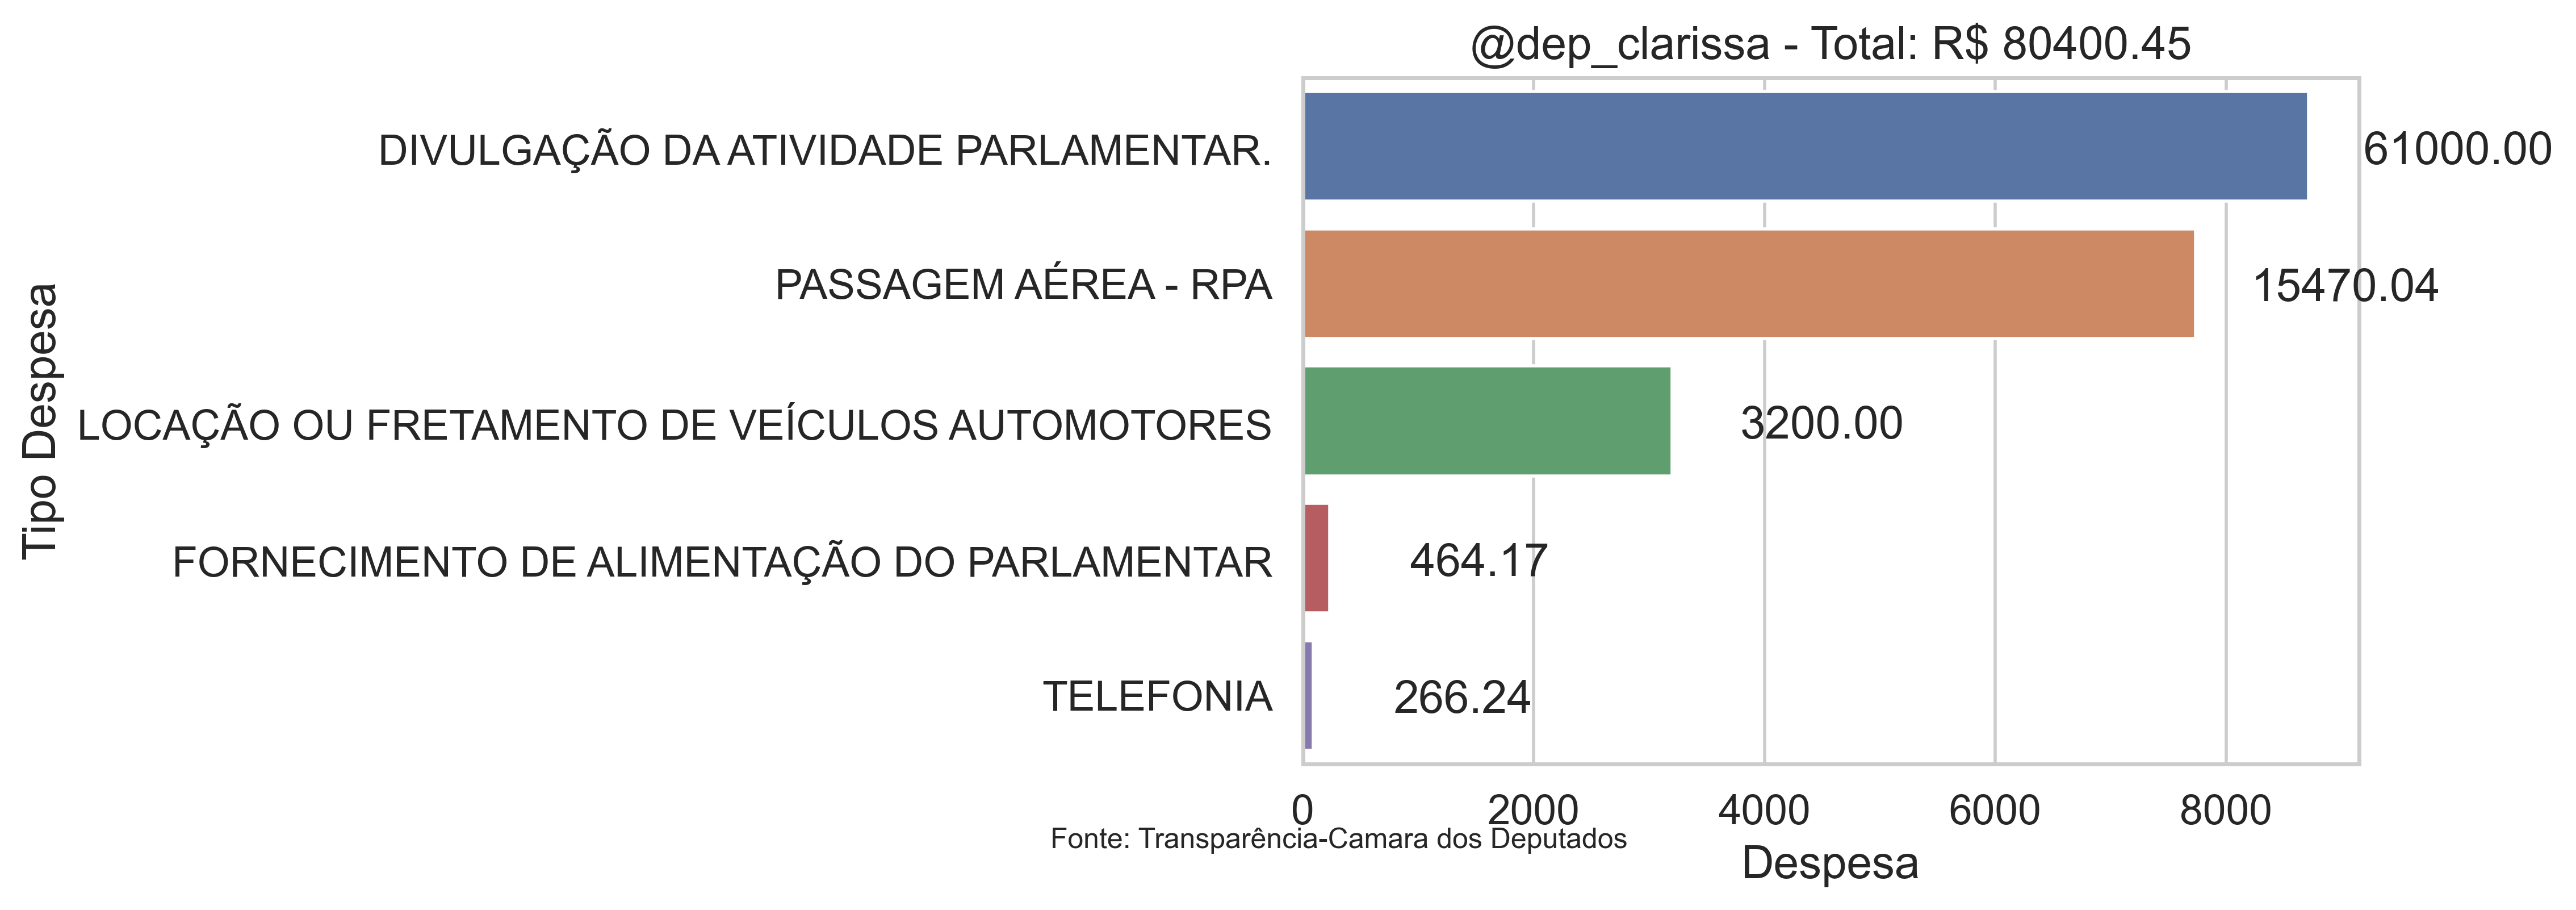 @dep_clarissa - Total: R$ 80400.45
Tipo Despesa
DIVULGAÇÃO DA ATIVIDADE PARLAMENTAR.
61000.00
PASSAGEM AÉREA - RPA
15470.04
LOCAÇÃO OU FRETAMENTO DE VEÍCULOS AUTOMOTORES
3200.00
FORNECIMENTO DE ALIMENTAÇÃO DO PARLAMENTAR
464.17
TELEFONIA
266.24
0 2000 4000 6000 8000
Fonte: Transparência-Camara dos Deputados
Despesa